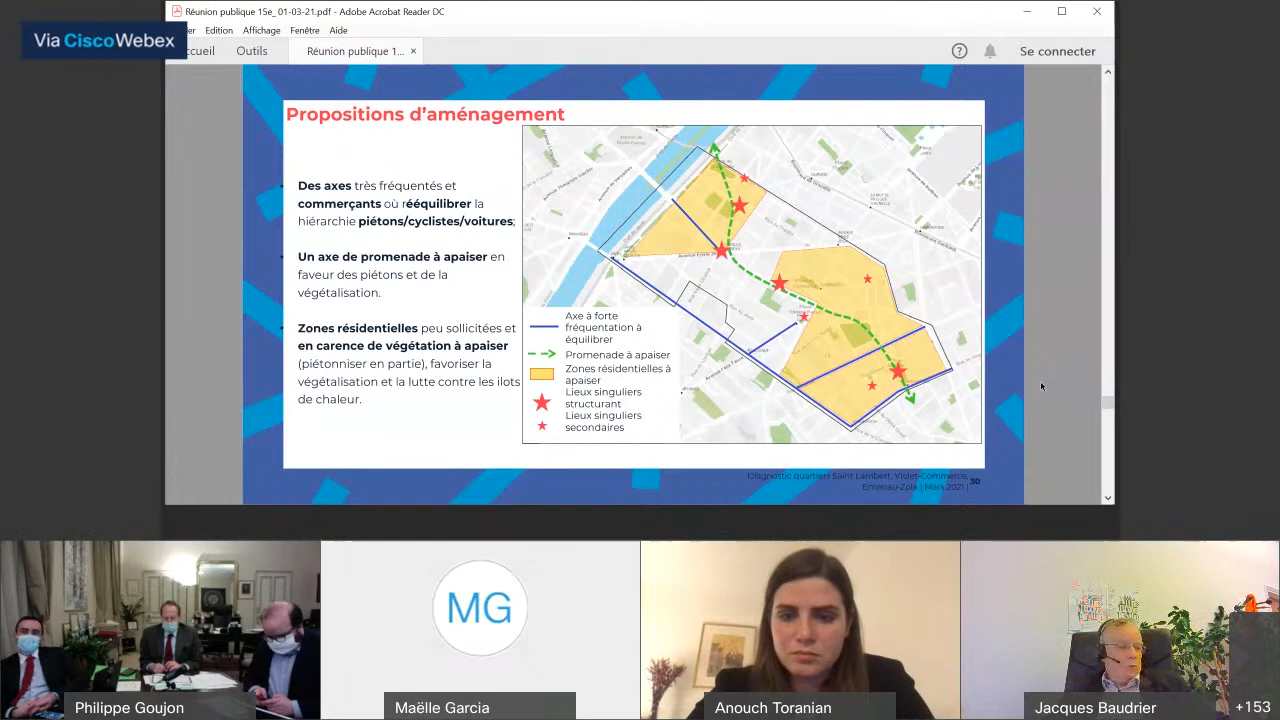 Réunion publique 15e_ 01-03-21.pdf - Adobe Acrobat Reader DC
Edition Affichage Fenêtre Aide
Via CiscoWebex
Outils
Réunion publique 1... ×
Se connecter
Propositions d'aménagement
Des axes très fréquentés et
commerçants où rééquilibrer la
hiérarchie piétons/cyclistes/voitures;
Un axe de promenade à apaiser en
faveur des piétons et de la
végétalisation.
Zones résidentielles peu sollicitées et
en carence de végétation à apaiser
(piétonniser en partie), favoriser la
végétalisation et la lutte contre les ilots
de chaleur.
Axe à forte
fréquentation à
équilibrer
Promenade à apaiser
Zones résidentielles à
apaiser
Lieux singuliers
structurant
Lieux singuliers
secondaires
Diagnostic quartiers Saint Lambert, Violet-Commerce,
Emeriau-Zola | Mars 2021 | 30
MG
Philippe Goujon
Maëlle Garcia
Anouch Toranian
Jacques Baudrier
+153